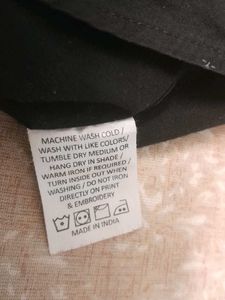 MACHINE WASH COLD /
WASH WITH LIKE COLORS/
TUMBLE DRY MEDIUM OR
HANG DRY IN SHADE /
WARM IRON IF REQUIRED /
TURN INSIDE OUT WHEN
WASHING / DO NOT IRON
DIRECTLY ON PRINT
& EMBROIDERY
MADE IN INDIA